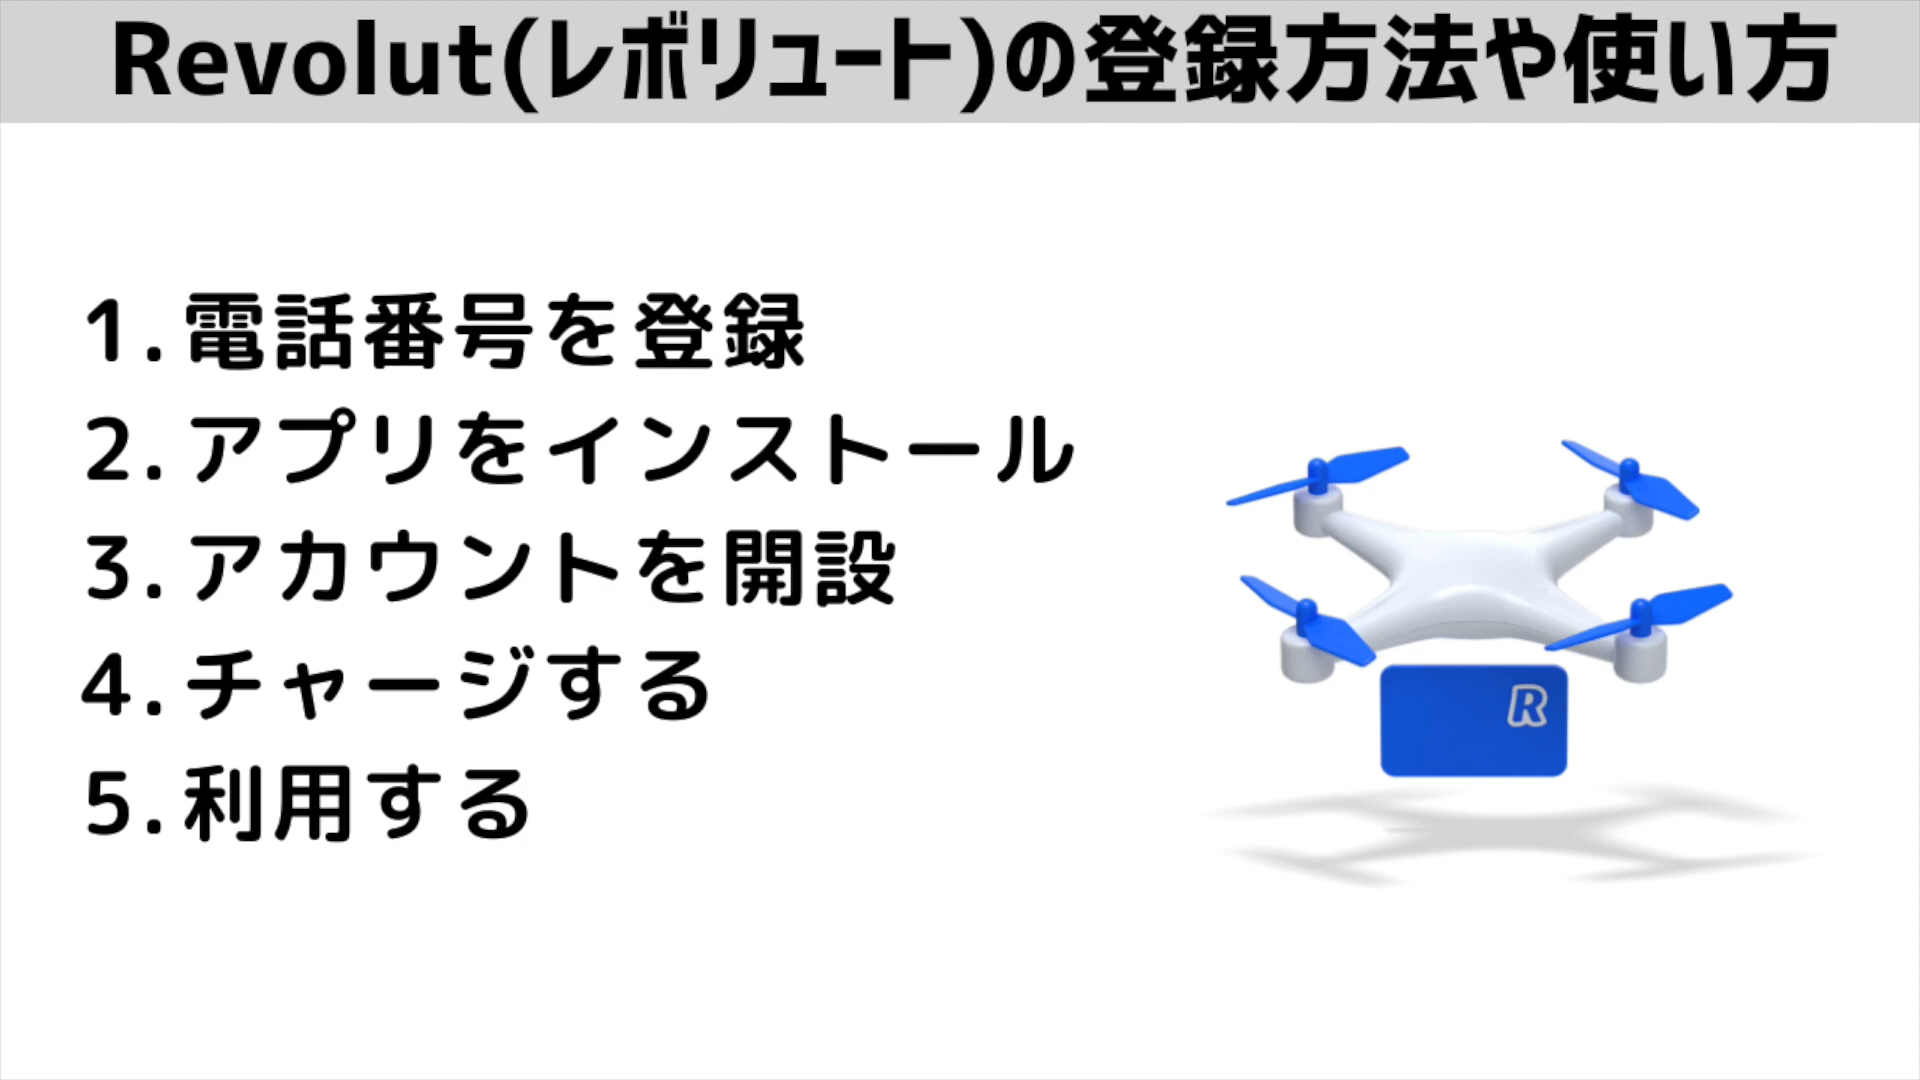 Revolut(レボリュート)の登録方法や使い方
1.電話番号を登録
2.アプリをインストール
3.アカウントを開設
4.チャージする
5.利用する
R